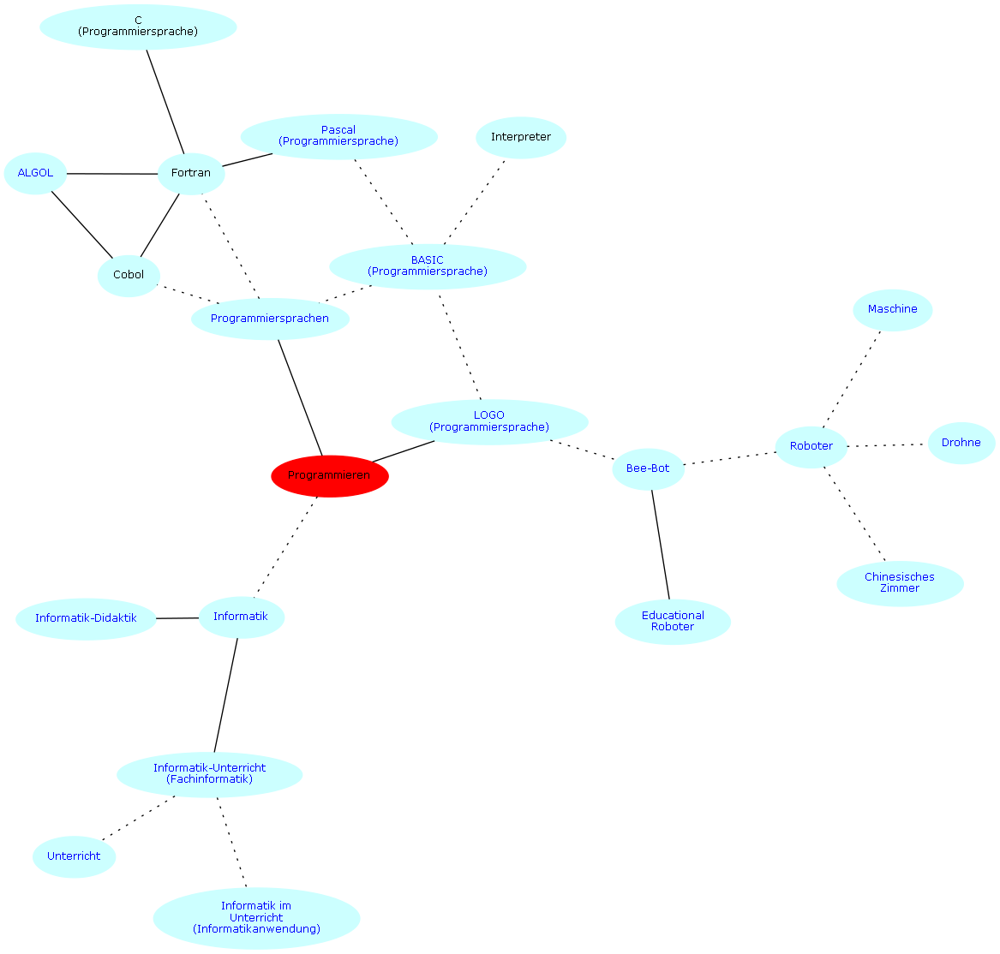 C
(Programmiersprache)
Pascal
(Programmiersprache)
Interpreter
ALGOL
Fortran
BASIC
(Programmiersprache)
Cobol
Programmiersprachen
Maschine
LOGO
(Programmiersprache)
Roboter
Drohne
Bee-Bot
Programmieren
Chinesisches
Zimmer
Informatik-Didaktik
Informatik
Educational
Roboter
Informatik-Unterricht
(Fachinformatik)
Unterricht
Informatik im
Unterricht
(Informatikanwendung)